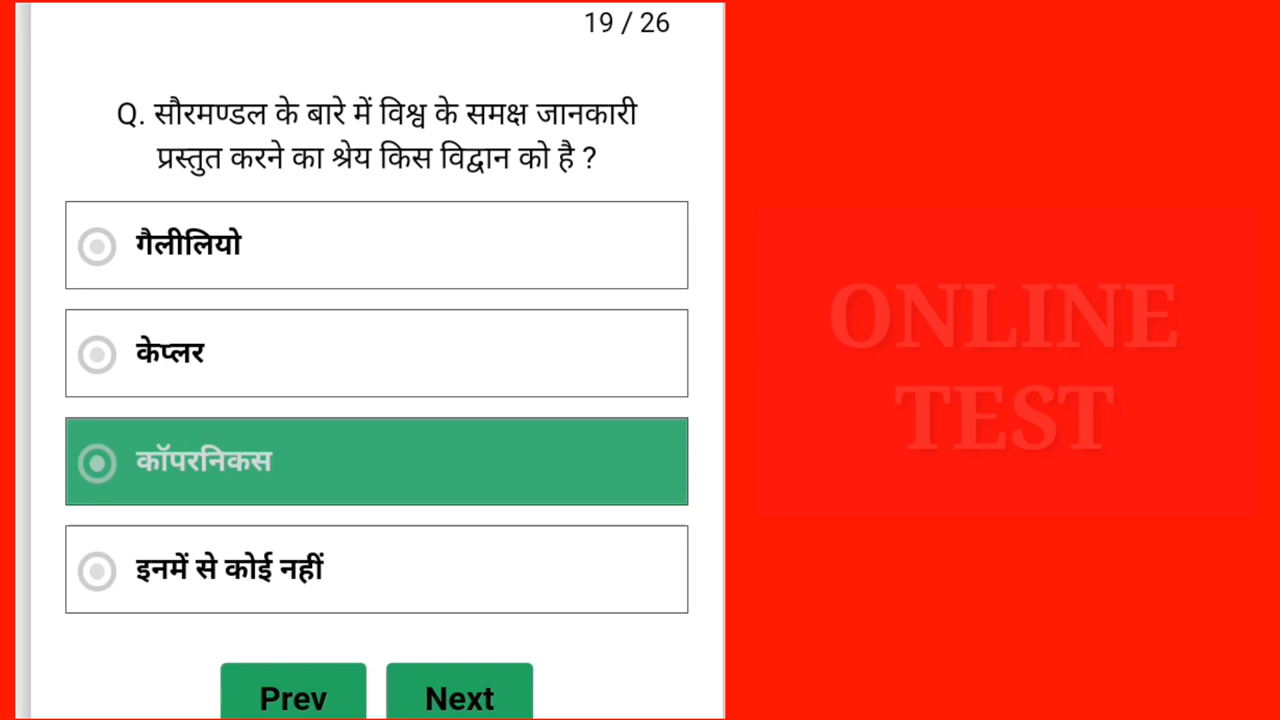 19 / 26
Q. सौरमण्डल के बारे में विश्व के समक्ष जानकारी
प्रस्तुत करने का श्रेय किस विद्वान को है ?
गैलीलियो
केप्लर
कॉपरनिकस
इनमें से कोई नहीं
Prev Next
ONLINE
TEST